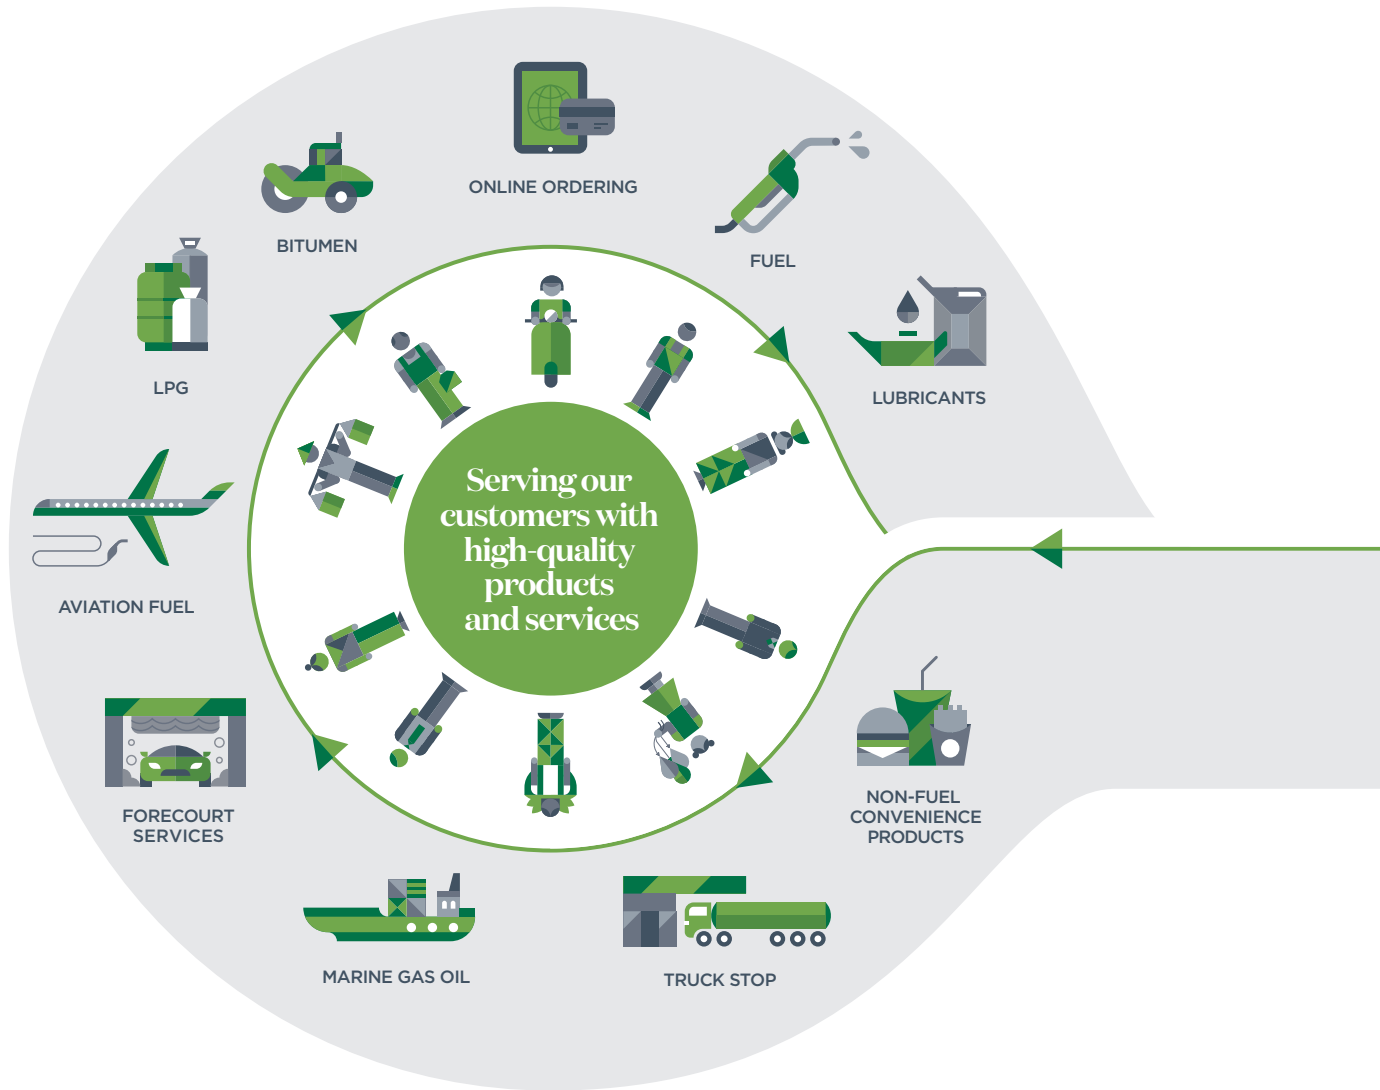 ONLINE ORDERING
BITUMEN
FUEL
LPG
LUBRICANTS
Serving our
customers with
high-quality
products
and services
AVIATION FUEL
FORECOURT
SERVICES
NON-FUEL
CONVENIENCE
PRODUCTS
MARINE GAS OIL
TRUCK STOP